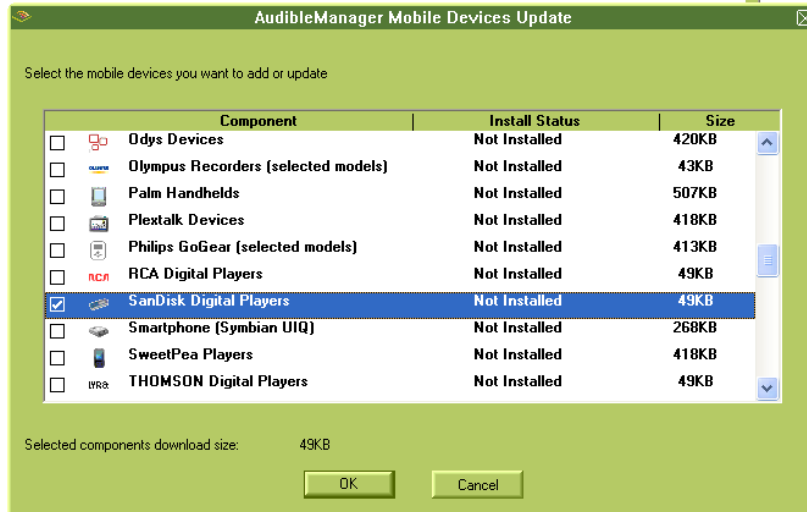 AudibleManager Mobile Devices Update
Select the mobile devices you want to add or update
Component Install Status Size
Odys Devices Not Installed 420KB
OLYMPUS Olympus Recorders (selected models) Not Installed 43KB
Palm Handhelds Not Installed 507KB
Plextalk Devices Not Installed 418KB
Philips GoGear (selected models) Not Installed 413KB
RCA RCA Digital Players Not Installed 49KB
SanDisk Digital Players Not Installed 49KB
Smartphone (Symbian UIQ) Not Installed 268KB
SweetPea Players Not Installed 418KB
LYRA THOMSON Digital Players Not Installed 49KB
Selected components download size: 49KB
OK Cancel